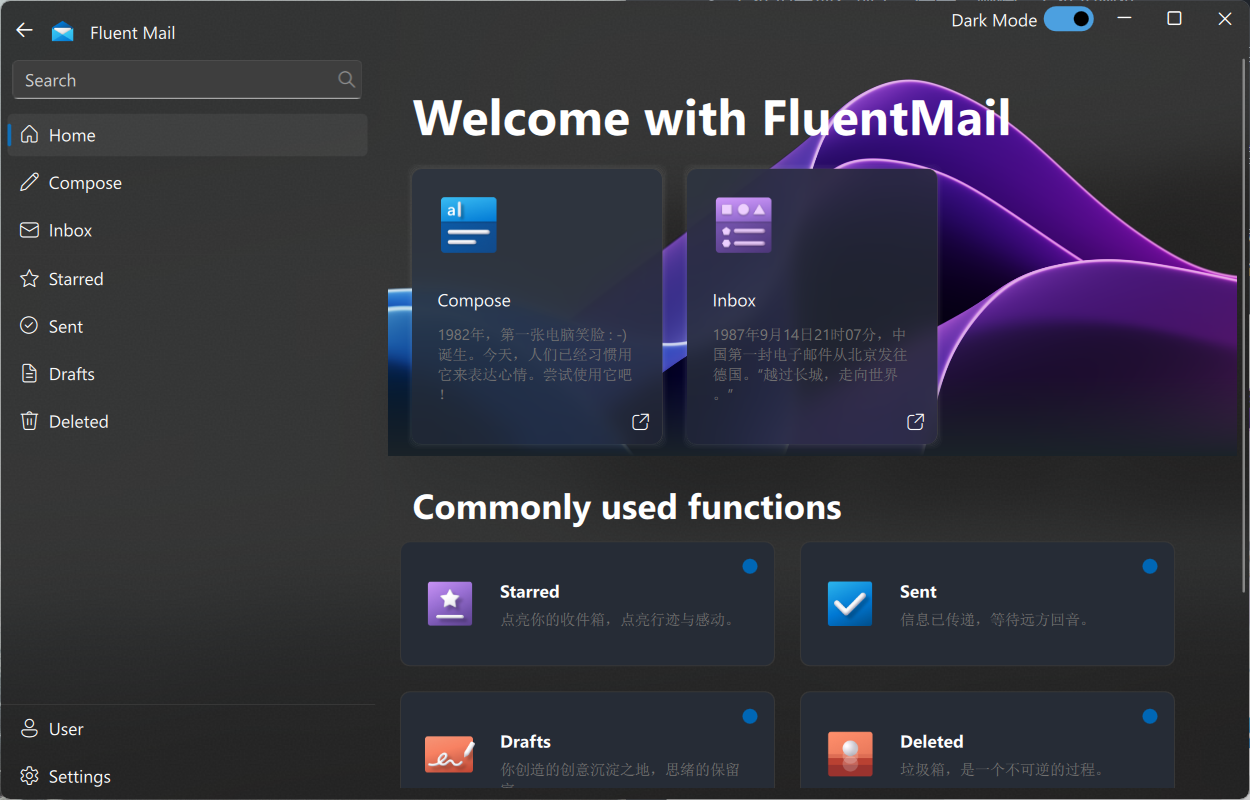 Fluent Mail
Dark Mode
Search
Home
Compose
Inbox
Starred
Sent
Drafts
Deleted
User
Settings
Welcome with FluentMail
al
Compose
1982年，第一张电脑笑脸 : -)
诞生。今天，人们已经习惯用
它来表达心情。尝试使用它吧
！
Inbox
1987年9月14日21时07分，中
国第一封电子邮件从北京发往
德国。"越过长城，走向世界
。"
Commonly used functions
Starred
点亮你的收件箱，点亮行迹与感动。
Sent
信息已传递，等待远方回音。
Drafts
你创造的创意沉淀之地，思绪的保留
Deleted
垃圾箱，是一个不可逆的过程。